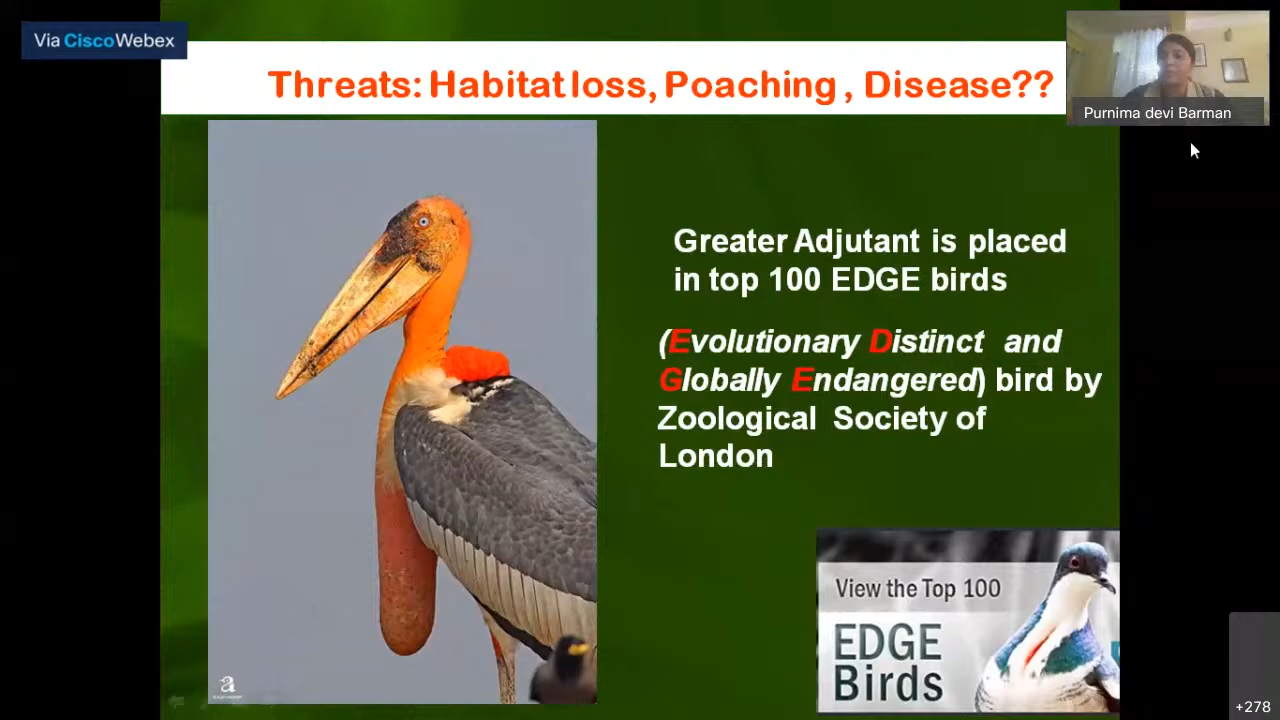 Via CiscoWebex
Threats: Habitat loss, Poaching , Disease??
Purnima devi Barman
Greater Adjutant is placed
in top 100 EDGE birds
(Evolutionary Distinct and
Globally Endangered) bird by
Zoological Society of
London
View the Top 100
EDGE
Birds
a
+278